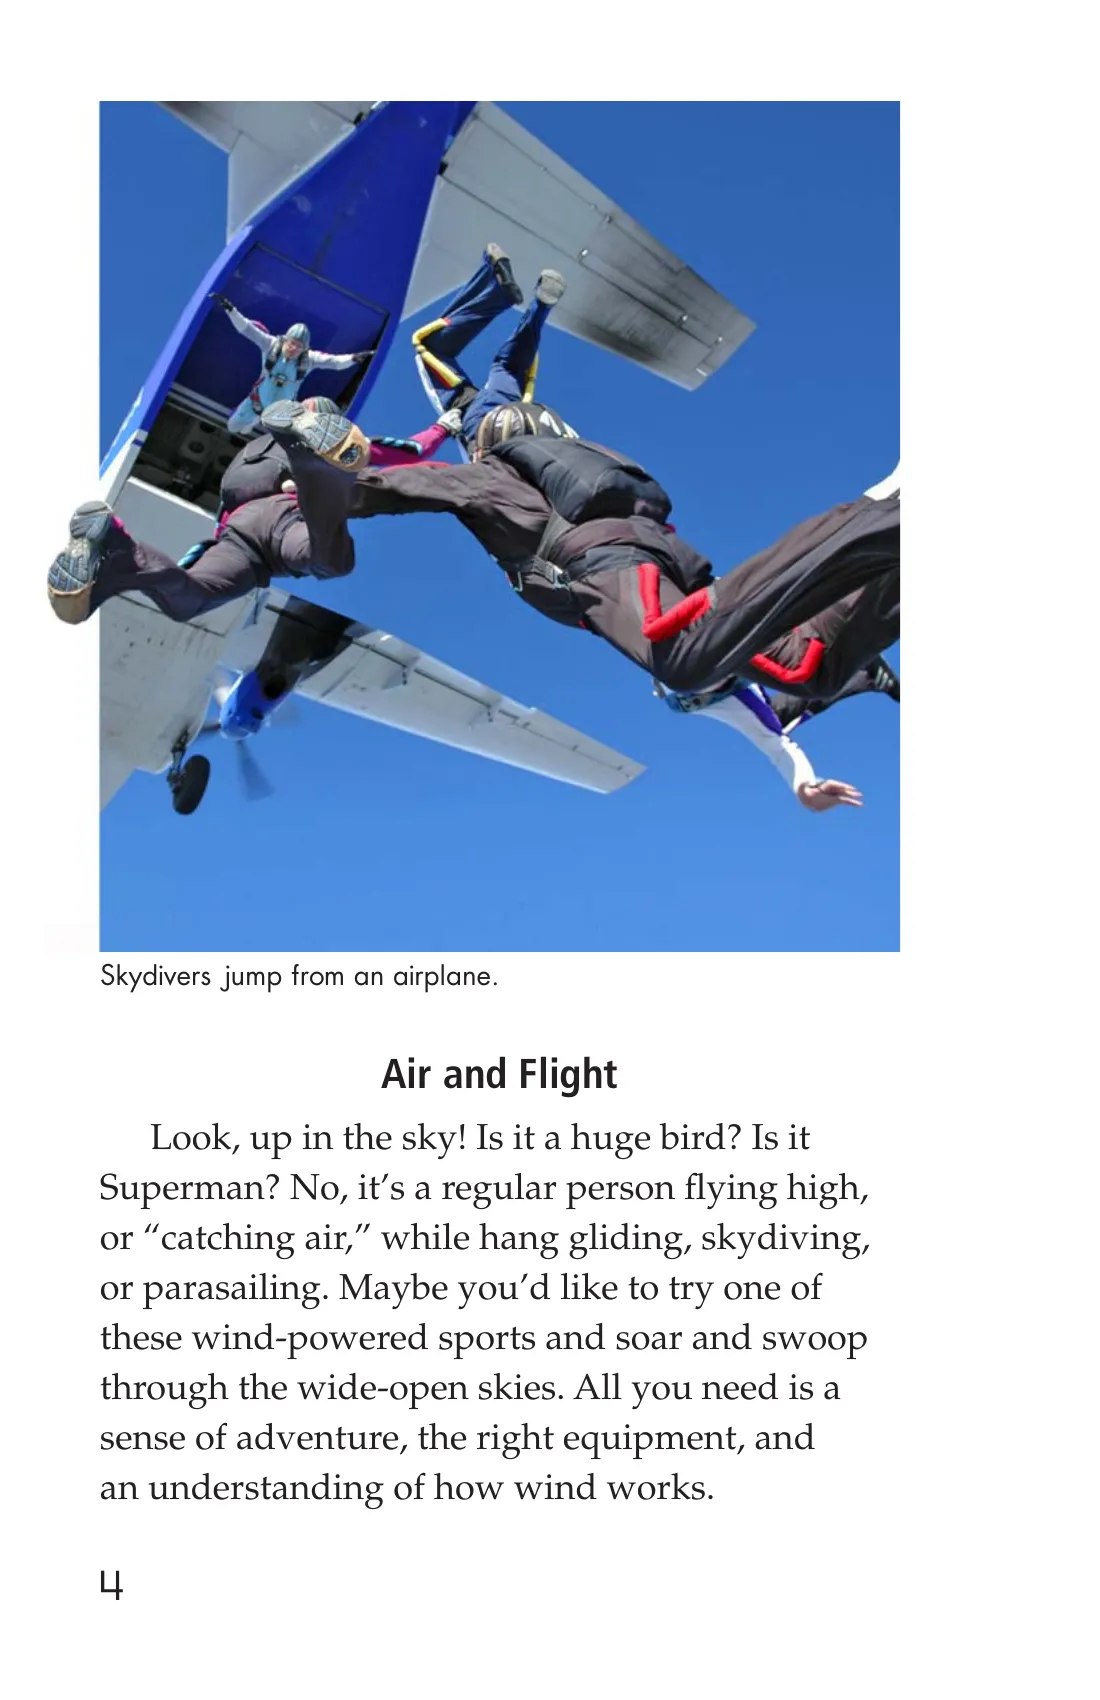 Skydivers jump from an airplane.
Air and Flight
Look, up in the sky! Is it a huge bird? Is it
Superman? No, it’s a regular person flying high,
or “catching air,” while hang gliding, skydiving,
or parasailing. Maybe you’d like to try one of
these wind-powered sports and soar and swoop
through the wide-open skies. All you need is a
sense of adventure, the right equipment, and
an understanding of how wind works.
4